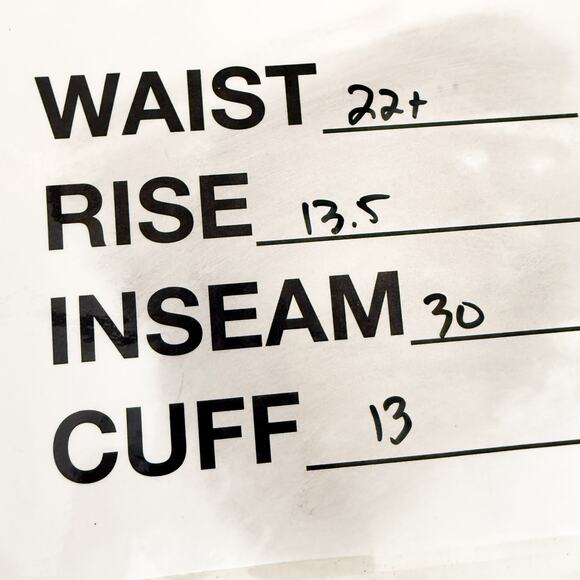 WAIST 22+
RISE 13.5
INSEAM 30
CUFF 13